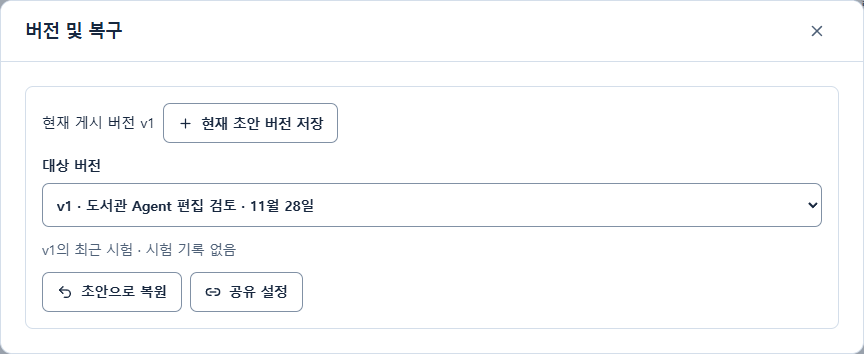 버전 및 복구
현재 게시 버전 v1
현재 초안 버전 저장
대상 버전
v1 · 도서관 Agent 편집 검토 · 11월 28일
v1의 최근 시험 · 시험 기록 없음
초안으로 복원
공유 설정